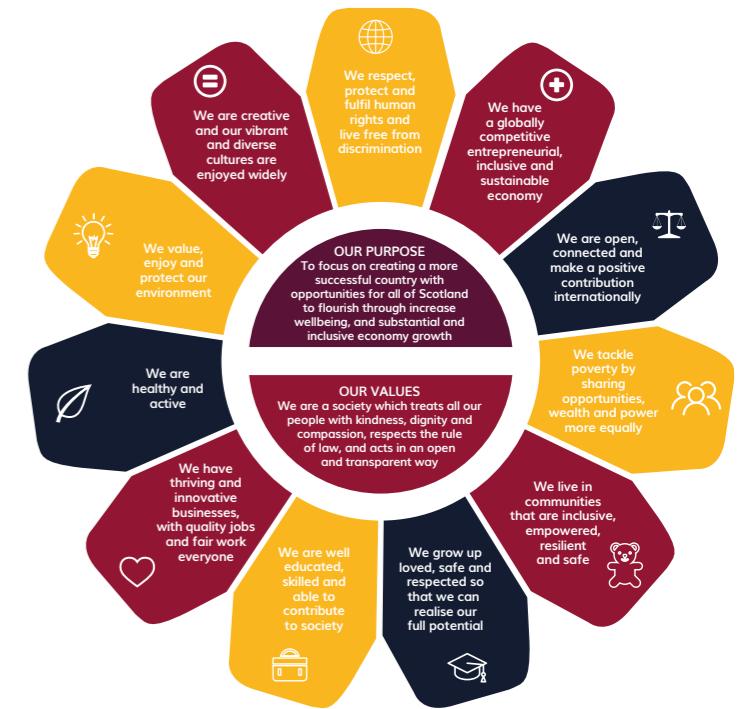 We respect,
protect and
fulfil human
rights and
live free from
discrimination
We have
a globally
competitive
entrepreneurial,
inclusive and
sustainable
economy
We are open,
connected and
make a positive
contribution
internationally
We tackle
poverty by
sharing
opportunities,
wealth and power
more equally
We live in
communities
that are inclusive,
empowered,
resilient
and safe
We grow up
loved, safe and
respected so
that we can
realise our
full potential
We are well
educated,
skilled and
able to
contribute
to society
We have
thriving and
innovative
businesses,
with quality jobs
and fair work
everyone
We are
healthy and
active
We value,
enjoy and
protect our
environment
We are creative
and our vibrant
and diverse
cultures are
enjoyed widely
OUR PURPOSE
To focus on creating a more
successful country with
opportunities for all of Scotland
to flourish through increase
wellbeing, and substantial and
inclusive economy growth
OUR VALUES
We are a society which treats all our
people with kindness, dignity and
compassion, respects the rule
of law, and acts in an open
and transparent way